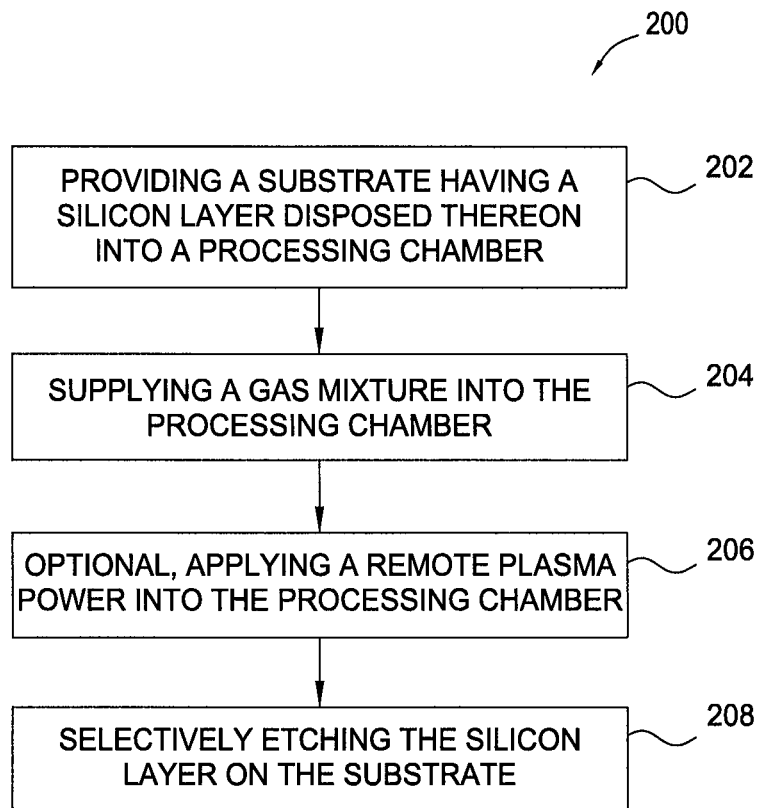 200
PROVIDING A SUBSTRATE HAVING A
SILICON LAYER DISPOSED THEREON
INTO A PROCESSING CHAMBER
202
SUPPLYING A GAS MIXTURE INTO THE
PROCESSING CHAMBER
204
OPTIONAL, APPLYING A REMOTE PLASMA
POWER INTO THE PROCESSING CHAMBER
206
SELECTIVELY ETCHING THE SILICON
LAYER ON THE SUBSTRATE
208